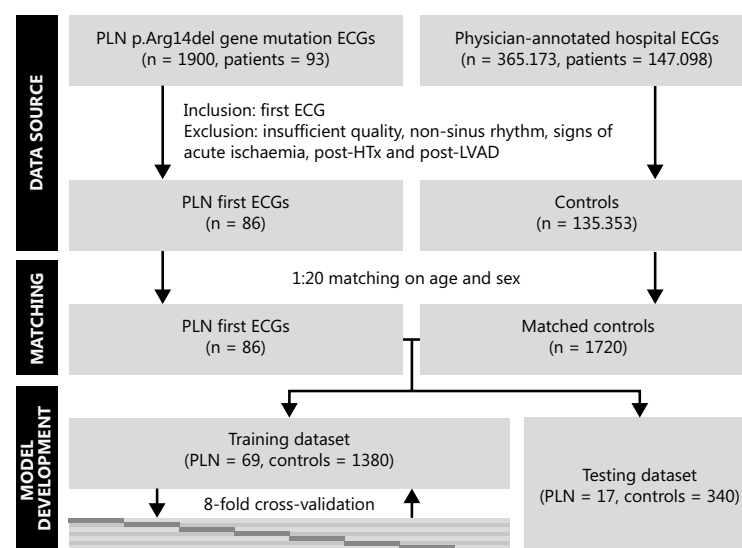 DATA SOURCE
PLN p.Arg14del gene mutation ECGs
(n = 1900, patients = 93)
Physician-annotated hospital ECGs
(n = 365.173, patients = 147.098)
Inclusion: first ECG
Exclusion: insufficient quality, non-sinus rhythm, signs of
acute ischaemia, post-HTx and post-LVAD
PLN first ECGs
(n = 86)
Controls
(n = 135.353)
MATCHING
1:20 matching on age and sex
PLN first ECGs
(n = 86)
Matched controls
(n = 1720)
MODEL
DEVELOPMENT
Training dataset
(PLN = 69, controls = 1380)
8-fold cross-validation
Testing dataset
(PLN = 17, controls = 340)